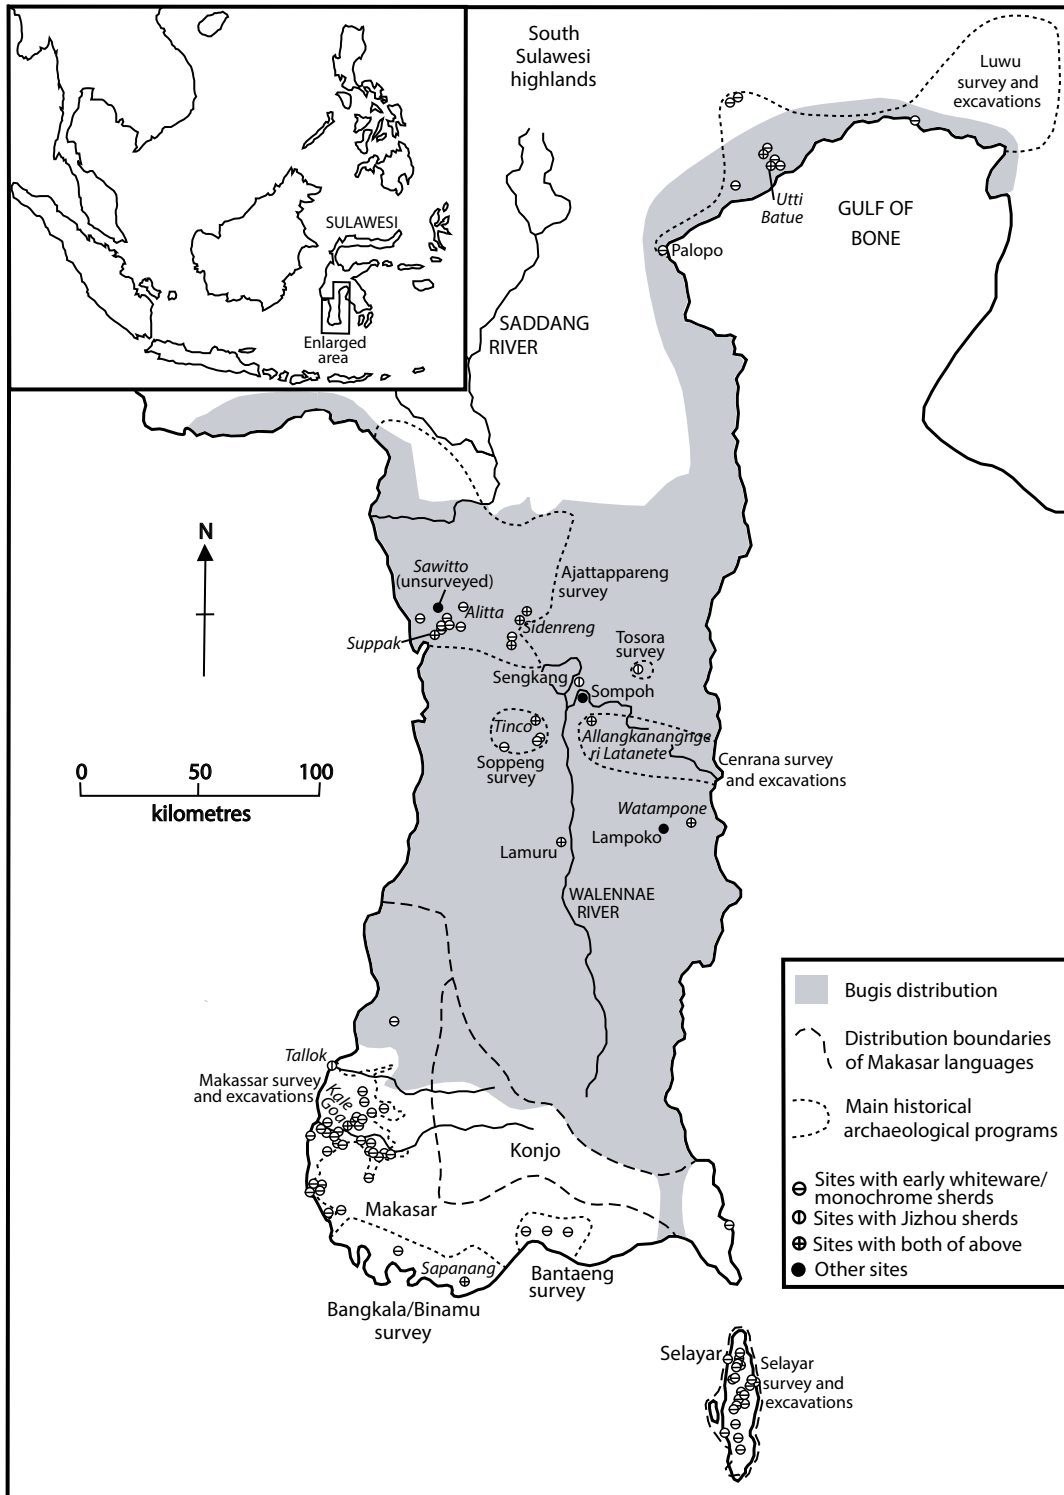 South
Sulawesi
highlands
Luwu
survey and
excavations
SULAWESI
Enlarged
area
Utti
Batue
GULF OF
BONE
Palopo
SADDANG
RIVER
N
Sawitto
(unsurveyed)
Ajattappareng
survey
Alitta
Suppak
Sidenreng
Tosora
survey
Sengkang
Sompoh
Tinco
Allangkanangnge
ri Latanete
Soppeng
survey
Cenrana survey
and excavations
0 50 100
kilometres
Watampone
Lampoko
Lamuru
WALENNAE
RIVER
Tallok
Makassar survey
and excavations
Kale
Goa
Konjo
Makasar
Sapanang
Bantaeng
survey
Bangkala/Binamu
survey
Selayar
Selayar
survey and
excavations
Bugis distribution
Distribution boundaries
of Makasar languages
Main historical
archaeological programs
Sites with early whiteware/
monochrome sherds
Sites with Jizhou sherds
Sites with both of above
Other sites